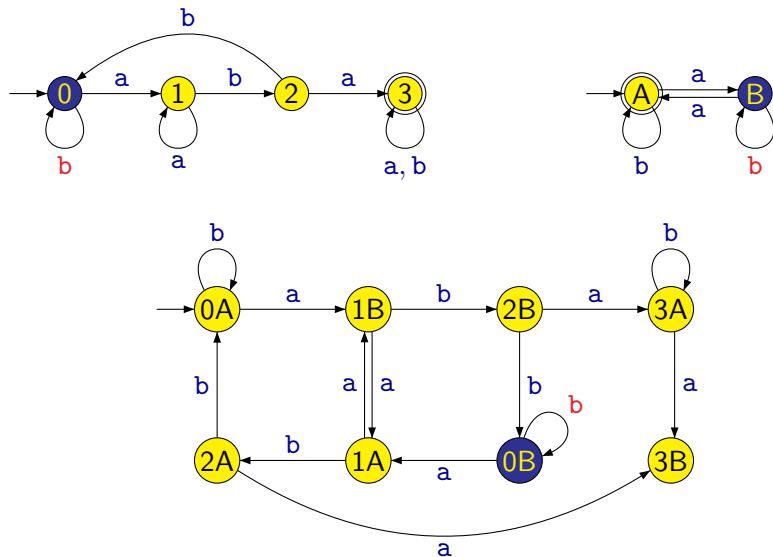 b
0 a 1 b 2 a 3
b a a, b
A a B
a
b b
b b
0A a 1B b 2B a 3A
b a a b b a
2A b 1A a 0B 3B
a